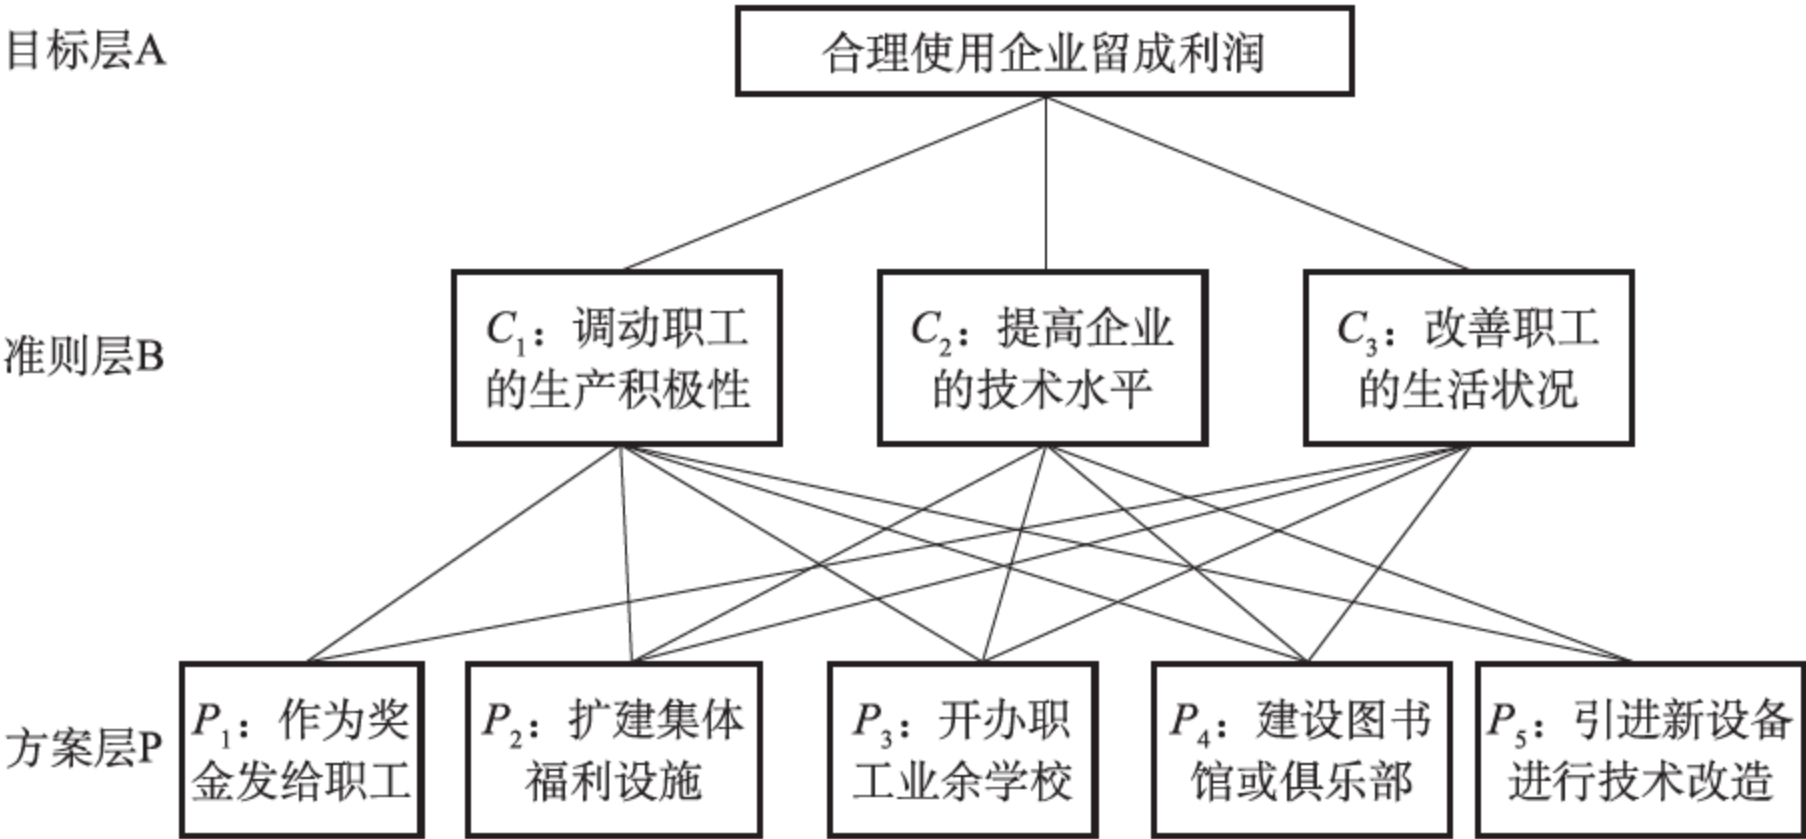 目标层A
合理使用企业留成利润
准则层B
C₁：调动职工
的生产积极性
C₂：提高企业
的技术水平
C₃：改善职工
的生活状况
方案层P
P₁：作为奖
金发给职工
P₂：扩建集体
福利设施
P₃：开办职
工业余学校
P₄：建设图书
馆或俱乐部
P₅：引进新设备
进行技术改造